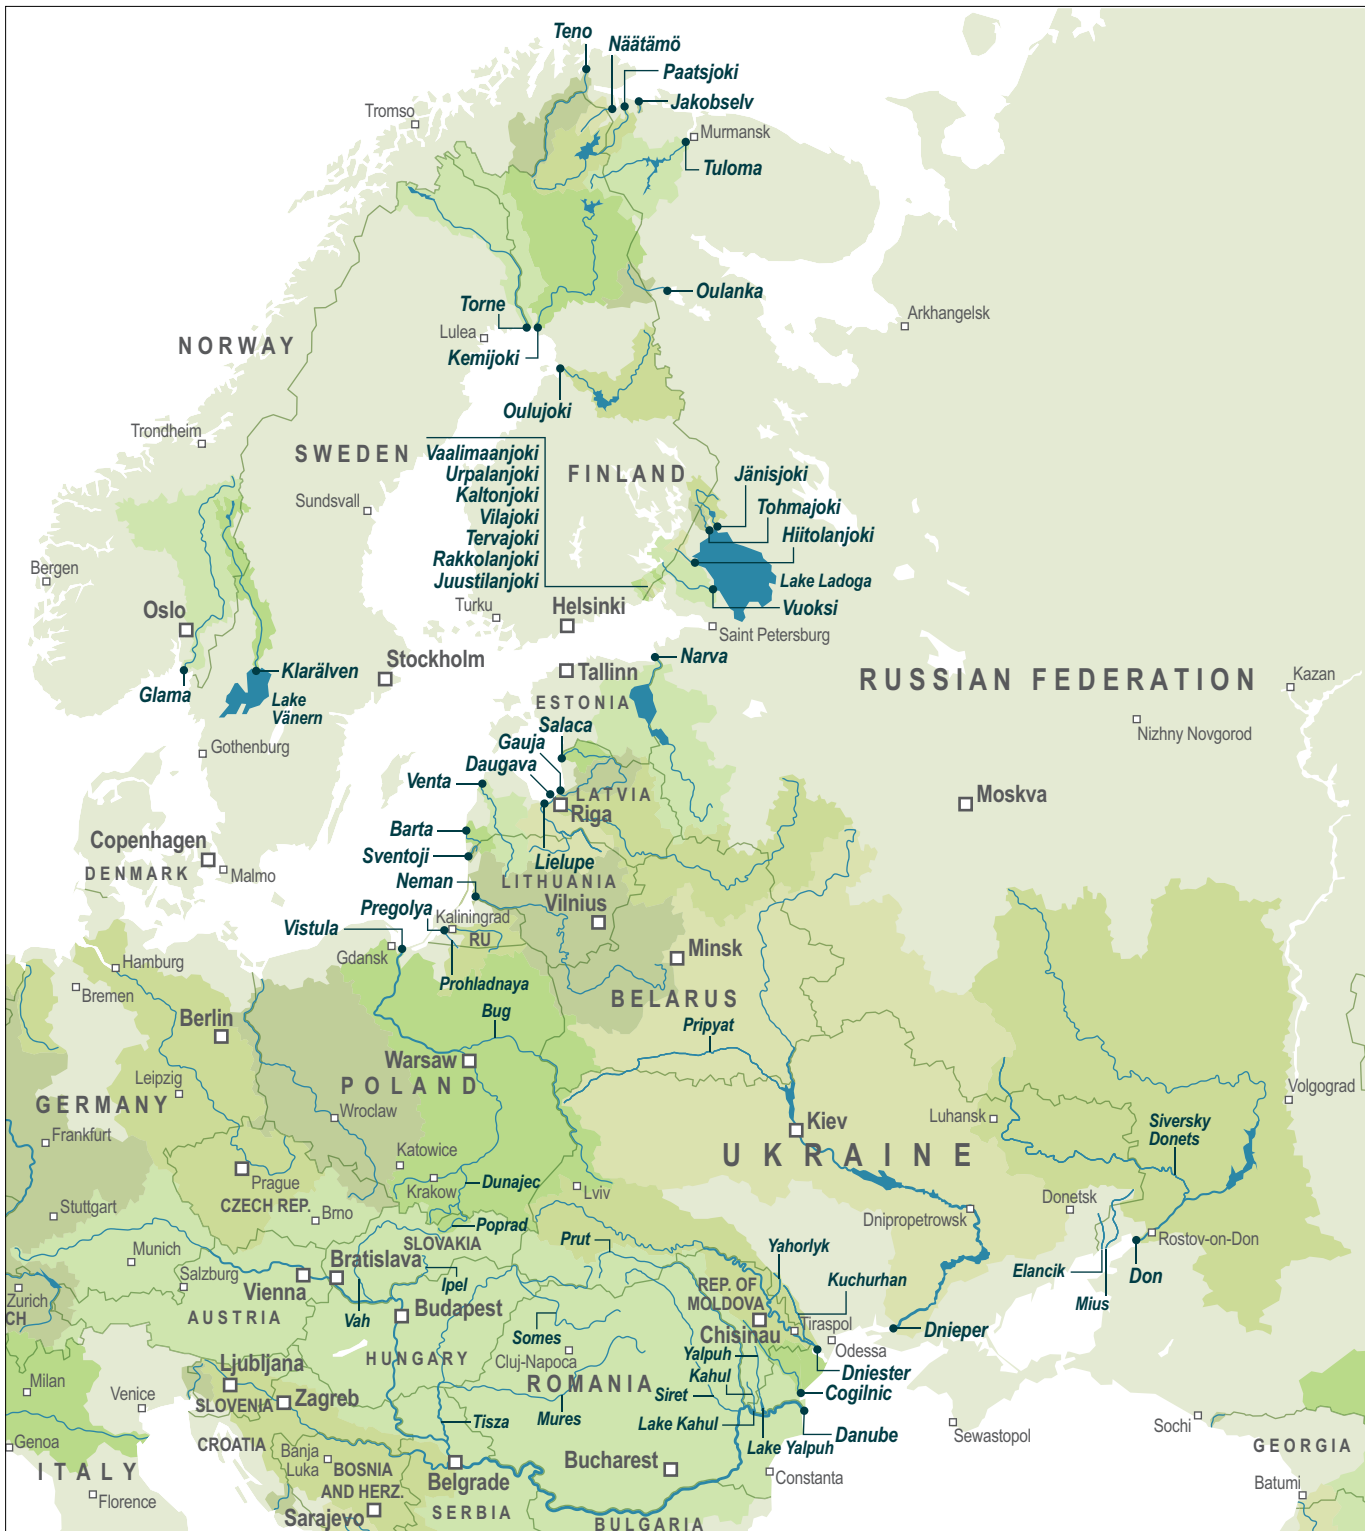 Teno
Näätämö
Paatsjoki
Jakobselv
Tromso
Murmansk
Tuloma
Oulanka
Torne
Arkhangelsk
Lulea
NORWAY
Kemijoki
Oulujoki
Trondheim
SWEDEN
Vaalimaanjoki
Urpalanjoki
Kaltonjoki
Vilajoki
Tervajoki
Rakkolanjoki
Juustilanjoki
FINLAND
Jänisjoki
Tohmajoki
Hiitolanjoki
Sundsvall
Lake Ladoga
Bergen
Vuoksi
Turku
Helsinki
Oslo
Saint Petersburg
Stockholm
Narva
Tallinn
RUSSIAN FEDERATION
Kazan
Klarälven
Glama
Lake
Vänern
ESTONIA
Salaca
Nizhny Novgorod
Gothenburg
Gauja
Daugava
Venta
LATVIA
Riga
Moskva
Barta
Copenhagen
Sventoji
Lielupe
DENMARK
Malmo
Neman
LITHUANIA
Vilnius
Pregolya
Kaliningrad
RU
Vistula
Gdansk
Minsk
Hamburg
Prohladnaya
Bremen
BELARUS
Bug
Berlin
Pripyat
Warsaw
POLAND
Leipzig
GERMANY
Wroclaw
Volgograd
Kiev
Luhansk
Siversky
Donets
Frankfurt
UKRAINE
Katowice
Prague
Krakow
Dunajec
Lviv
CZECH REP.
Donetsk
Stuttgart
Brno
Poprad
Dnipropetrowsk
Rostov-on-Don
SLOVAKIA
Munich
Bratislava
Prut
Yahorlyk
Elancik
Don
Salzburg
Vienna
Ipel
REP. OF
MOLDOVA
Kuchurhan
Mius
Zurich
CH
AUSTRIA
Vah
Budapest
Somes
Chisinau
Tiraspol
Dnieper
Odessa
Cluj-Napoca
HUNGARY
Yalpuh
Ljubljana
Dniester
Kahul
ROMANIA
Milan
Venice
SLOVENIA
Zagreb
Siret
Cogilnic
Tisza
Mures
Lake Kahul
Danube
Sewastopol
Sochi
Genoa
CROATIA
Banja
Luka
Lake Yalpuh
GEORGIA
ITALY
BOSNIA
AND HERZ.
Belgrade
Bucharest
Constanta
Batumi
Florence
Sarajevo
SERBIA
BULGARIA